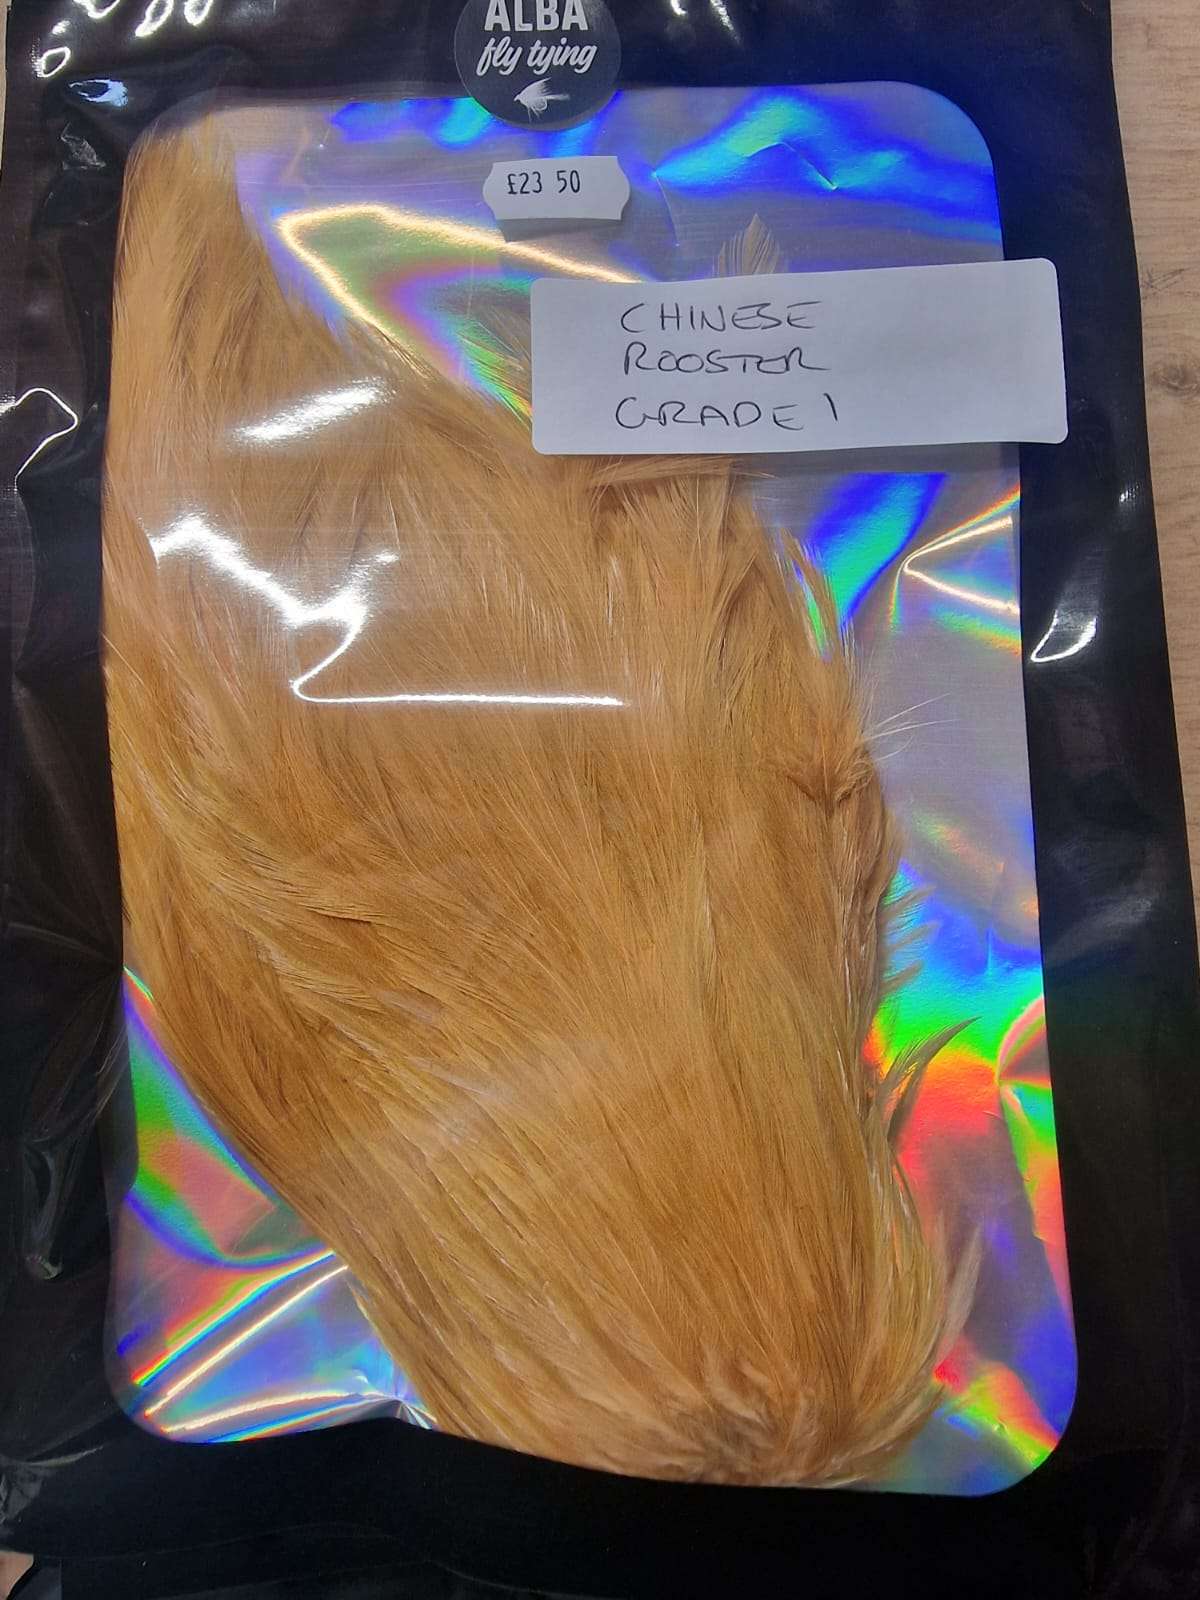 ALBA
fly tying
£23 50
CHINESE
ROOSTER
GRADE 1